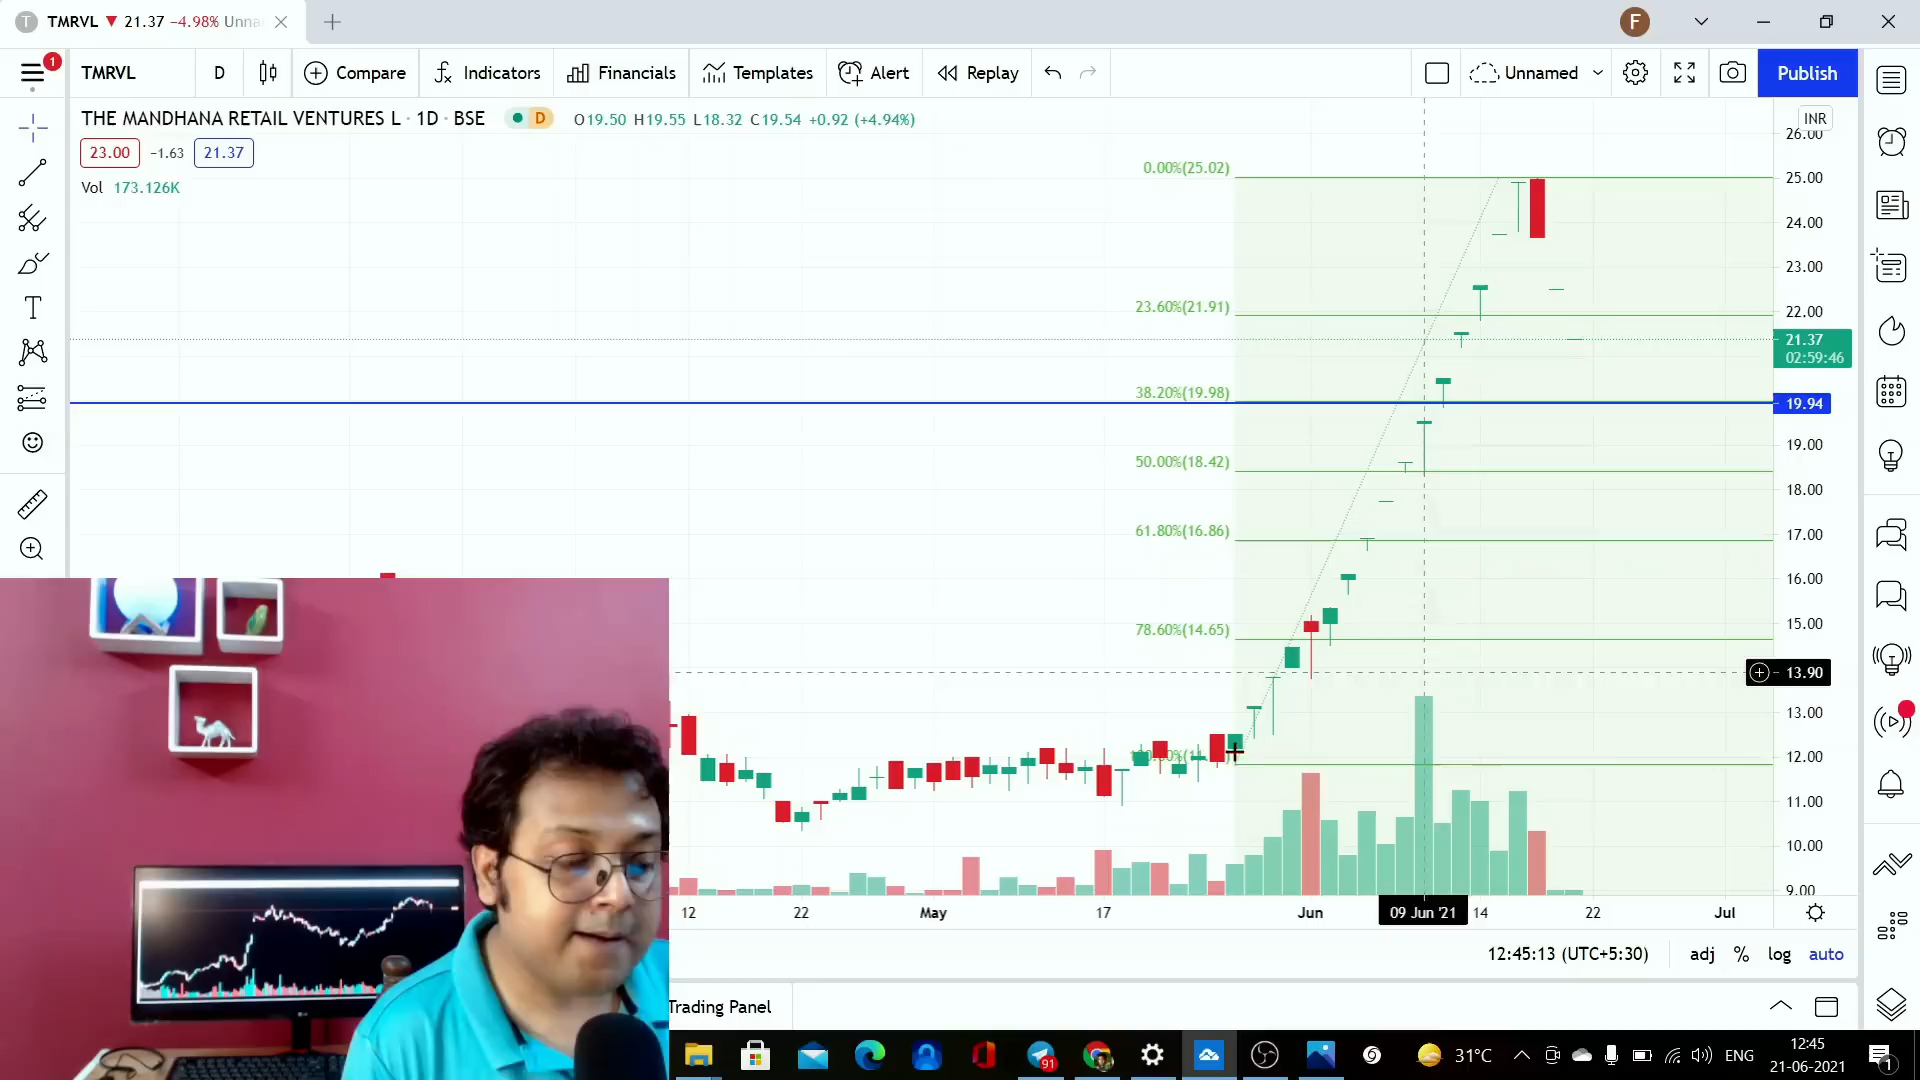 T TMRVL ▼ 21.37 −4.98% Unna
F
1
TMRVL D Compare Indicators Financials Templates Alert Replay Unnamed Publish
THE MANDHANA RETAIL VENTURES L · 1D · BSE D O19.50 H19.55 L18.32 C19.54 +0.92 (+4.94%)
INR
23.00 −1.63 21.37
Vol 173.126K
26.00
0.00%(25.02)
25.00
24.00
23.00
23.60%(21.91)
22.00
21.37
02:59:46
38.20%(19.98)
19.94
19.00
50.00%(18.42)
18.00
61.80%(16.86)
17.00
16.00
78.60%(14.65)
15.00
13.90
13.00
12.00
11.00
10.00
9.00
12 22 May 17 Jun 09 Jun '21 14 22 Jul
12:45:13 (UTC+5:30) adj % log auto
Trading Panel
91
31°C ENG 12:45
21-06-2021
1